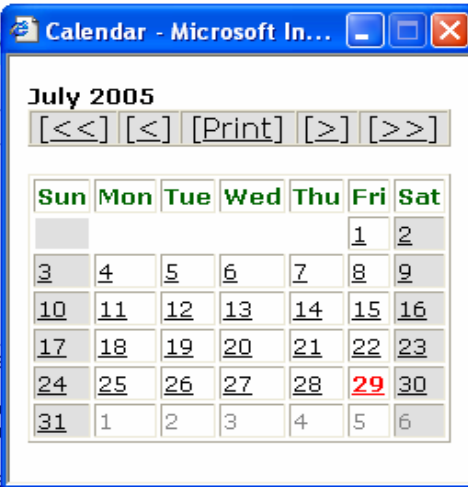 Calendar - Microsoft In...
July 2005
[<<] [<] [Print] [>] [>>]
Sun Mon Tue Wed Thu Fri Sat
1 2
3 4 5 6 7 8 9
10 11 12 13 14 15 16
17 18 19 20 21 22 23
24 25 26 27 28 29 30
31 1 2 3 4 5 6